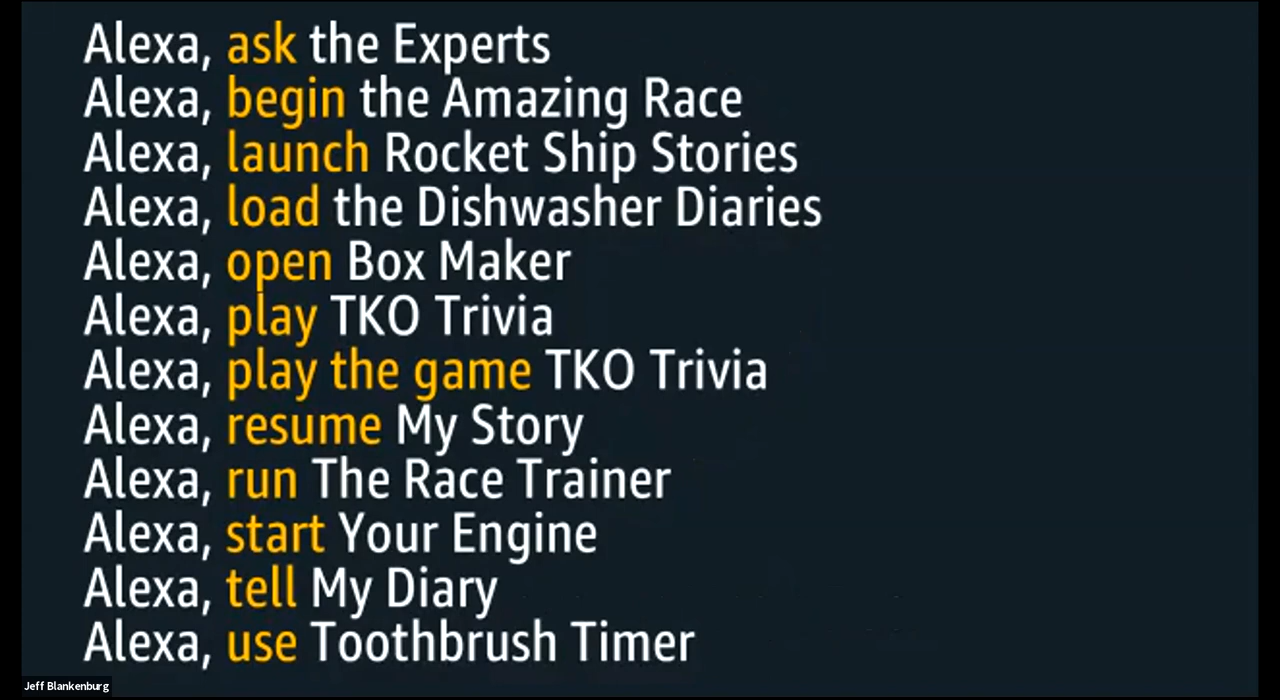 Alexa, ask the Experts
Alexa, begin the Amazing Race
Alexa, launch Rocket Ship Stories
Alexa, load the Dishwasher Diaries
Alexa, open Box Maker
Alexa, play TKO Trivia
Alexa, play the game TKO Trivia
Alexa, resume My Story
Alexa, run The Race Trainer
Alexa, start Your Engine
Alexa, tell My Diary
Alexa, use Toothbrush Timer
Jeff Blankenburg